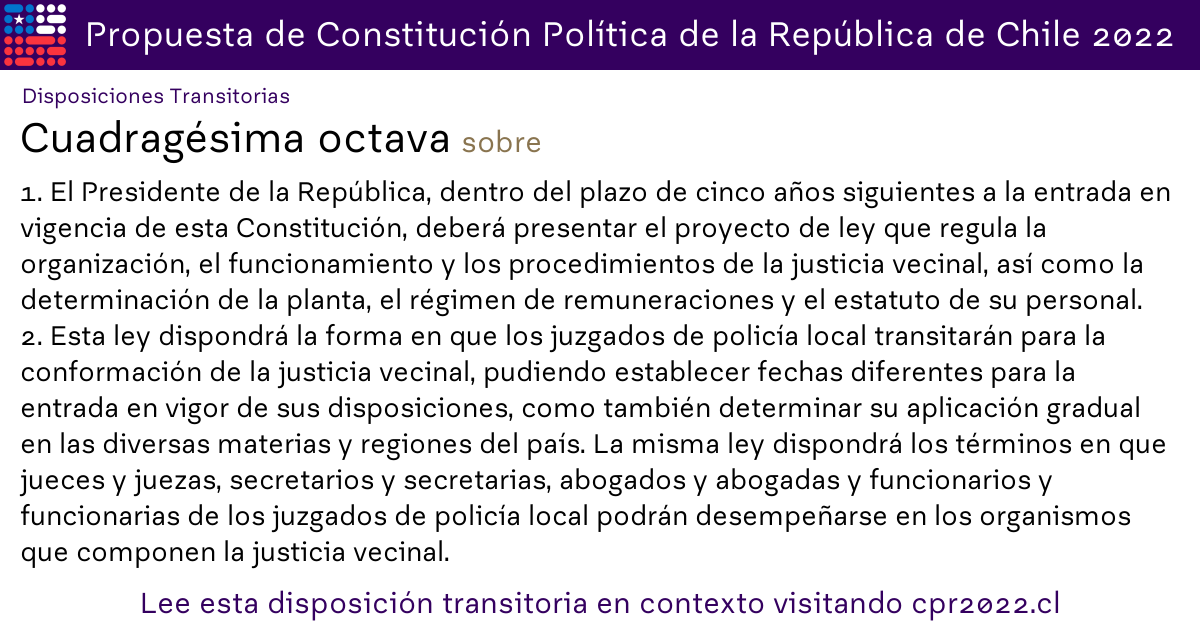 Propuesta de Constitución Política de la República de Chile 2022
Disposiciones Transitorias
Cuadragésima octava sobre
1. El Presidente de la República, dentro del plazo de cinco años siguientes a la entrada en
vigencia de esta Constitución, deberá presentar el proyecto de ley que regula la
organización, el funcionamiento y los procedimientos de la justicia vecinal, así como la
determinación de la planta, el régimen de remuneraciones y el estatuto de su personal.
2. Esta ley dispondrá la forma en que los juzgados de policía local transitarán para la
conformación de la justicia vecinal, pudiendo establecer fechas diferentes para la
entrada en vigor de sus disposiciones, como también determinar su aplicación gradual
en las diversas materias y regiones del país. La misma ley dispondrá los términos en que
jueces y juezas, secretarios y secretarias, abogados y abogadas y funcionarios y
funcionarias de los juzgados de policía local podrán desempeñarse en los organismos
que componen la justicia vecinal.
Lee esta disposición transitoria en contexto visitando cpr2022.cl